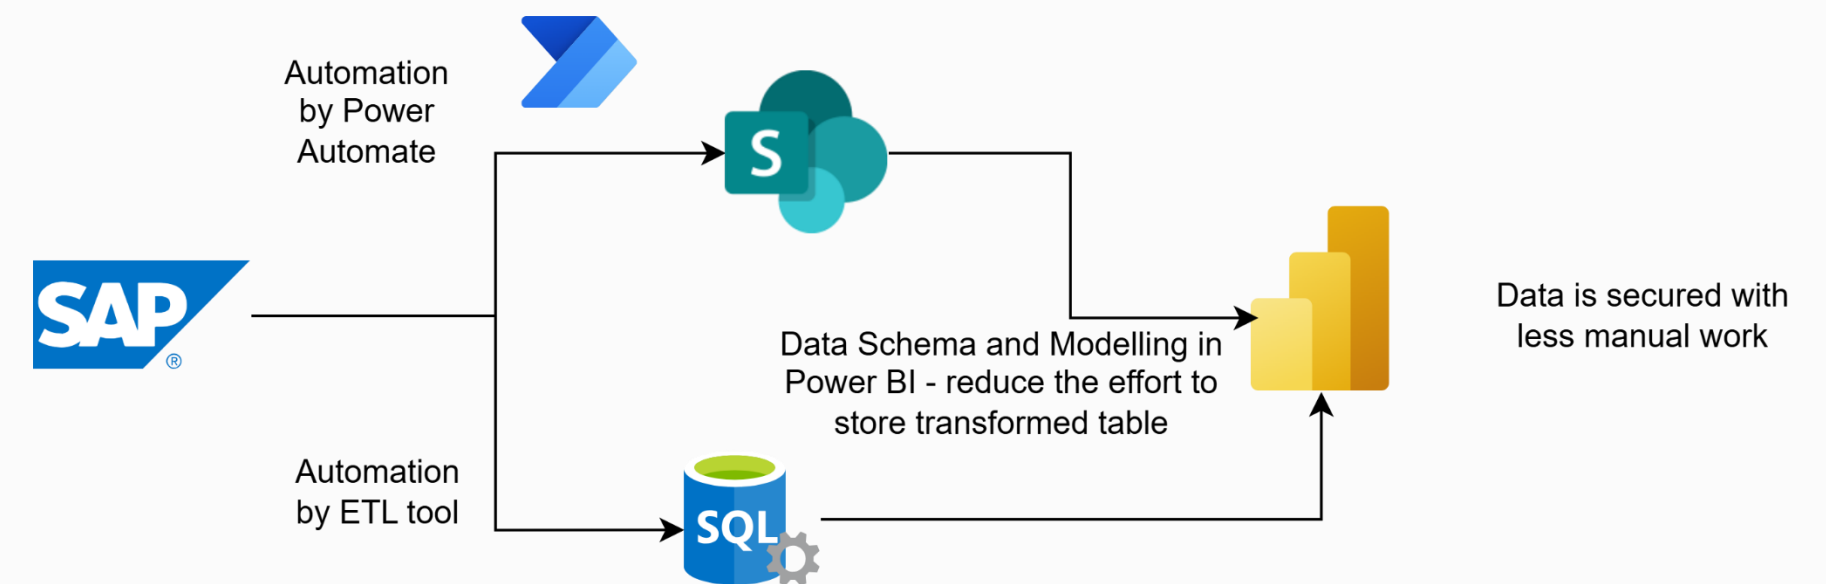 Automation
by Power
Automate
S
SAP
®
Data is secured with
less manual work
Data Schema and Modelling in
Power BI - reduce the effort to
store transformed table
Automation
by ETL tool
SQL